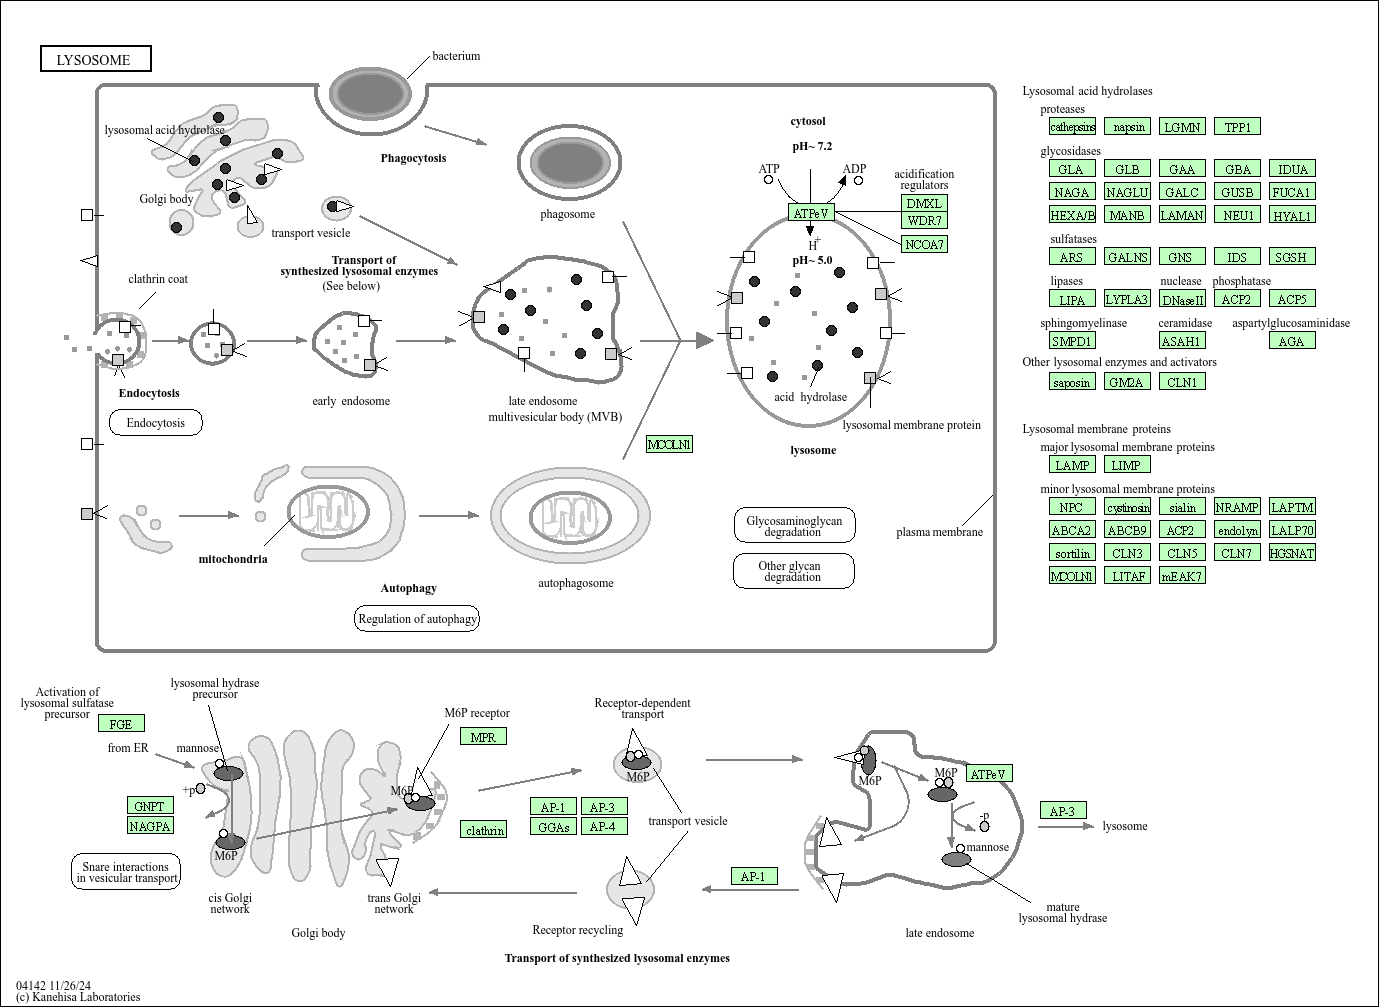 LYSOSOME
bacterium
lysosomal acid hydrolase
Golgi body
Phagocytosis
phagosome
transport vesicle
Transport of
synthesized lysosomal enzymes
(See below)
clathrin coat
cytosol
pH~ 7.2
ATP
ADP
ATPeV
H+
pH~ 5.0
acidification
regulators
DMXL
WDR7
NCOA7
Endocytosis
Endocytosis
early endosome
late endosome
multivesicular body (MVB)
acid hydrolase
lysosomal membrane protein
lysosome
MCOLN1
mitochondria
Autophagy
Regulation of autophagy
autophagosome
Glycosaminoglycan
degradation
Other glycan
degradation
plasma membrane
Lysosomal acid hydrolases
proteases
cathepsins napsin LGMN TPP1
glycosidases
GLA GLB GAA GBA IDUA
NAGA NAGLU GALC GUSB FUCA1
HEXA/B MANB LAMAN NEU1 HYAL1
sulfatases
ARS GALNS GNS IDS SGSH
lipases nuclease phosphatase
LIPA LYPLA3 DNaseII ACP2 ACP5
sphingomyelinase ceramidase aspartylglucosaminidase
SMPD1 ASAH1 AGA
Other lysosomal enzymes and activators
saposin GM2A CLN1
Lysosomal membrane proteins
major lysosomal membrane proteins
LAMP LIMP
minor lysosomal membrane proteins
NPC cystinosin sialin NRAMP LAPTM
ABCA2 ABCB9 ACP2 endolyn LALP70
sortilin CLN3 CLN5 CLN7 HGSNAT
MCOLN1 LITAF mEAK7
Activation of
lysosomal sulfatase
precursor
FGE
from ER
lysosomal hydrase
precursor
mannose
+p
GNPT
NAGPA
M6P
Snare interactions
in vesicular transport
cis Golgi
network
Golgi body
trans Golgi
network
M6P
M6P receptor
MPR
clathrin
AP-1 AP-3
GGAs AP-4
Receptor-dependent
transport
M6P
transport vesicle
Receptor recycling
AP-1
M6P
M6P
ATPeV
-p
mannose
mature
lysosomal hydrase
late endosome
AP-3
lysosome
Transport of synthesized lysosomal enzymes
04142 11/26/24
(c) Kanehisa Laboratories